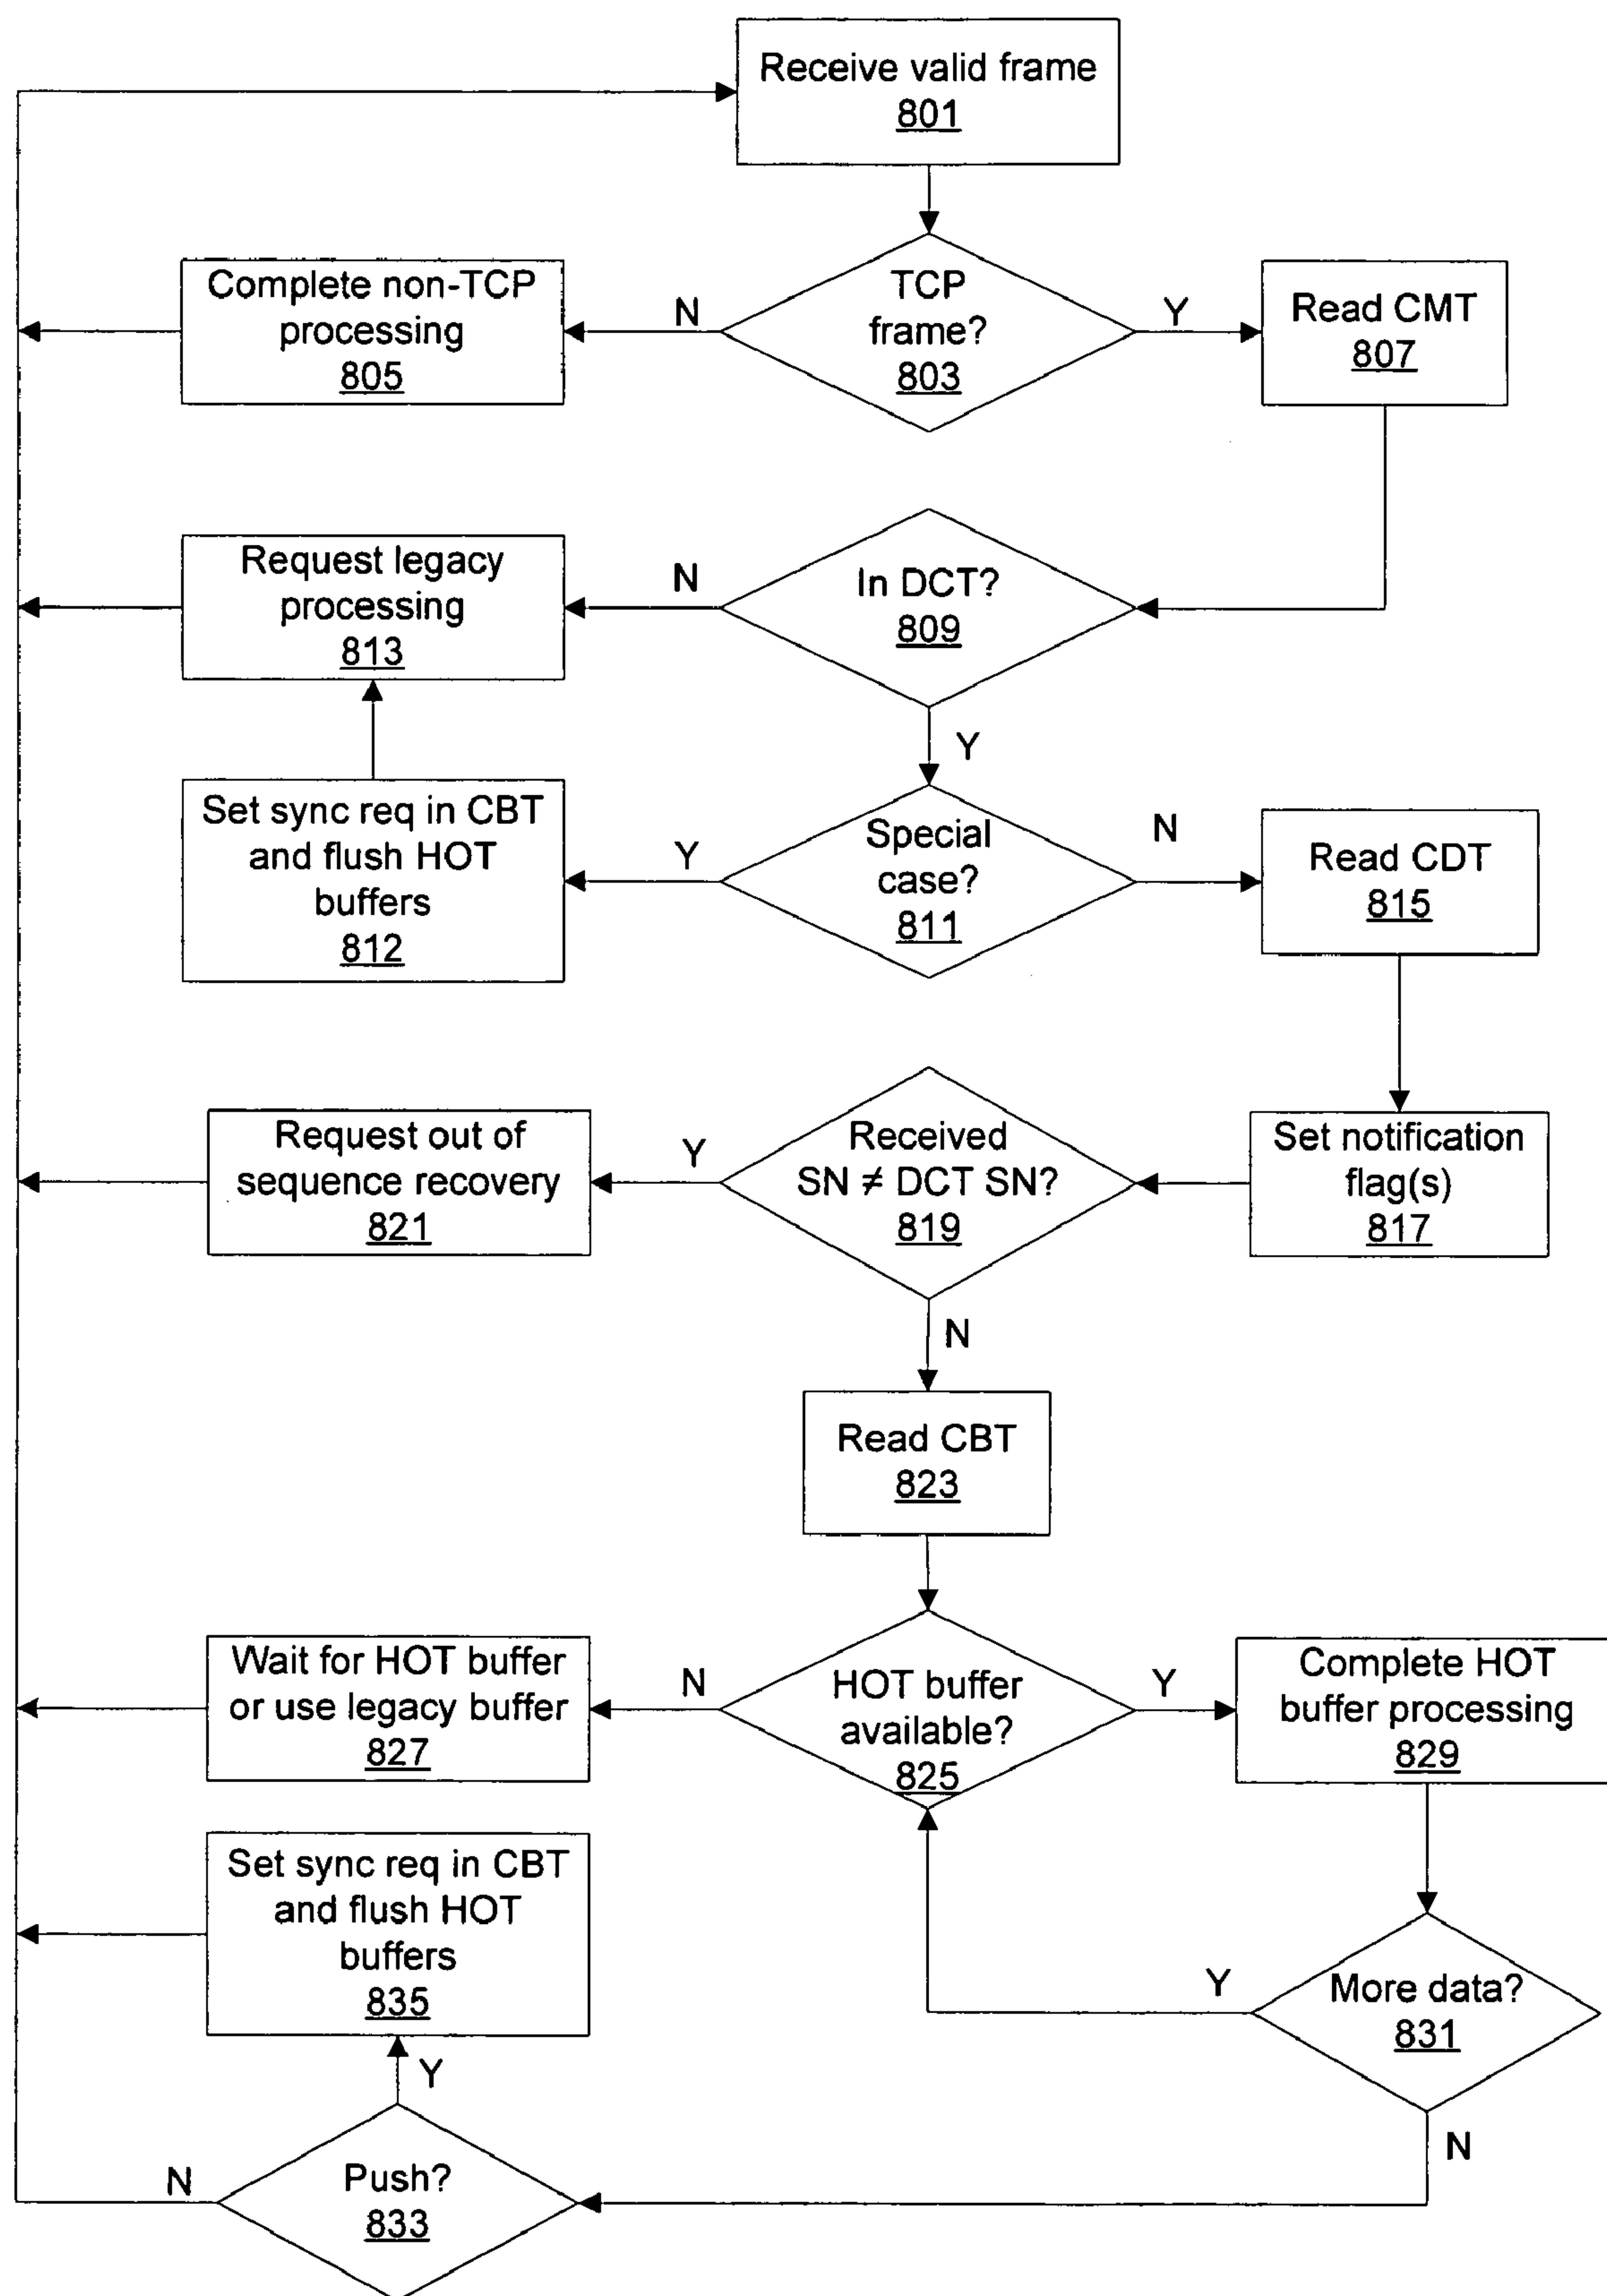 Receive valid frame
801
Complete non-TCP
processing
805
N
TCP
frame?
803
Y
Read CMT
807
Request legacy
processing
813
N
In DCT?
809
Y
Set sync req in CBT
and flush HOT
buffers
812
Y
Special
case?
811
N
Read CDT
815
Request out of
sequence recovery
821
Y
Received
SN ≠ DCT SN?
819
Set notification
flag(s)
817
N
Read CBT
823
Wait for HOT buffer
or use legacy buffer
827
N
HOT buffer
available?
825
Y
Complete HOT
buffer processing
829
Set sync req in CBT
and flush HOT
buffers
835
Y
More data?
831
Y
N
N
Push?
833